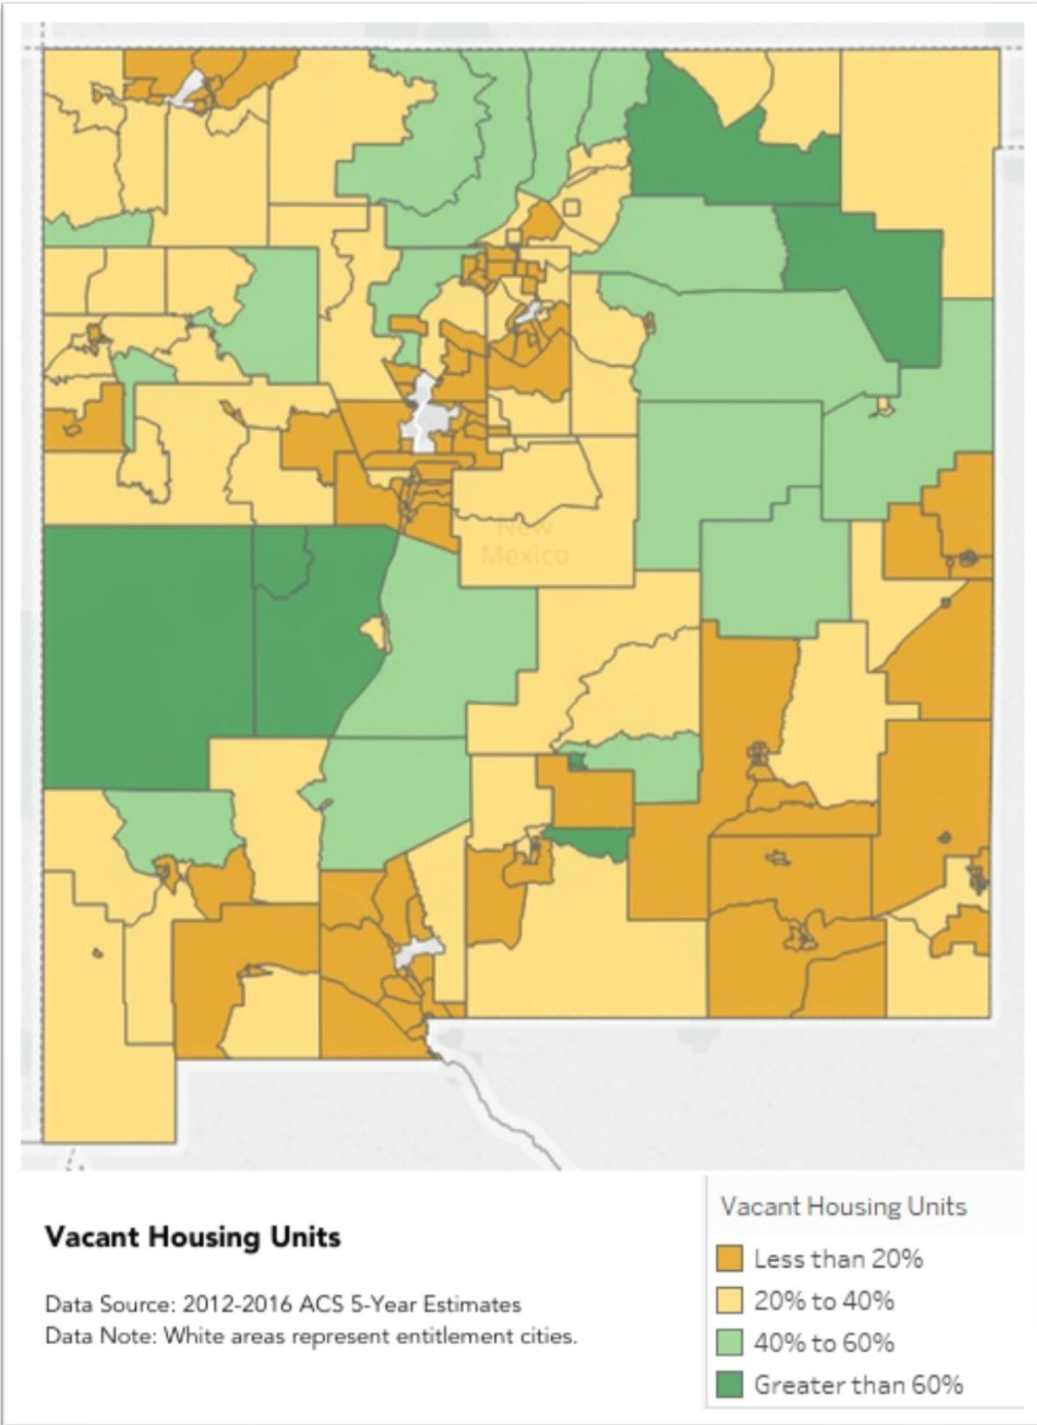 New
Mexico
Vacant Housing Units
Data Source: 2012-2016 ACS 5-Year Estimates
Data Note: White areas represent entitlement cities.
Vacant Housing Units
Less than 20%
20% to 40%
40% to 60%
Greater than 60%